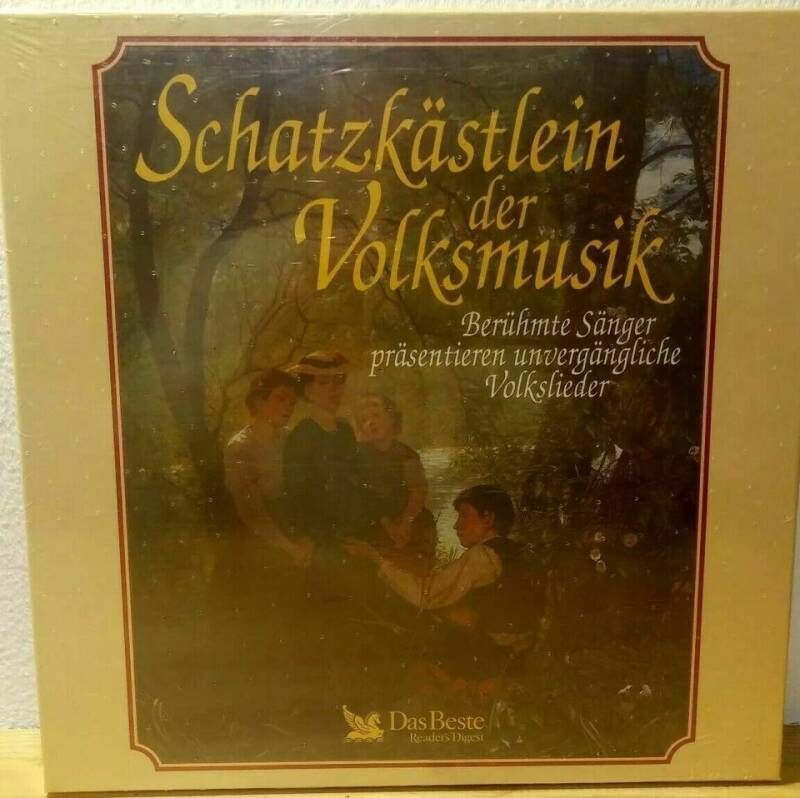 Schatzkästlein
der
Volksmusik
Berühmte Sänger
präsentieren unvergängliche
Volkslieder
Das Beste
Reader's Digest